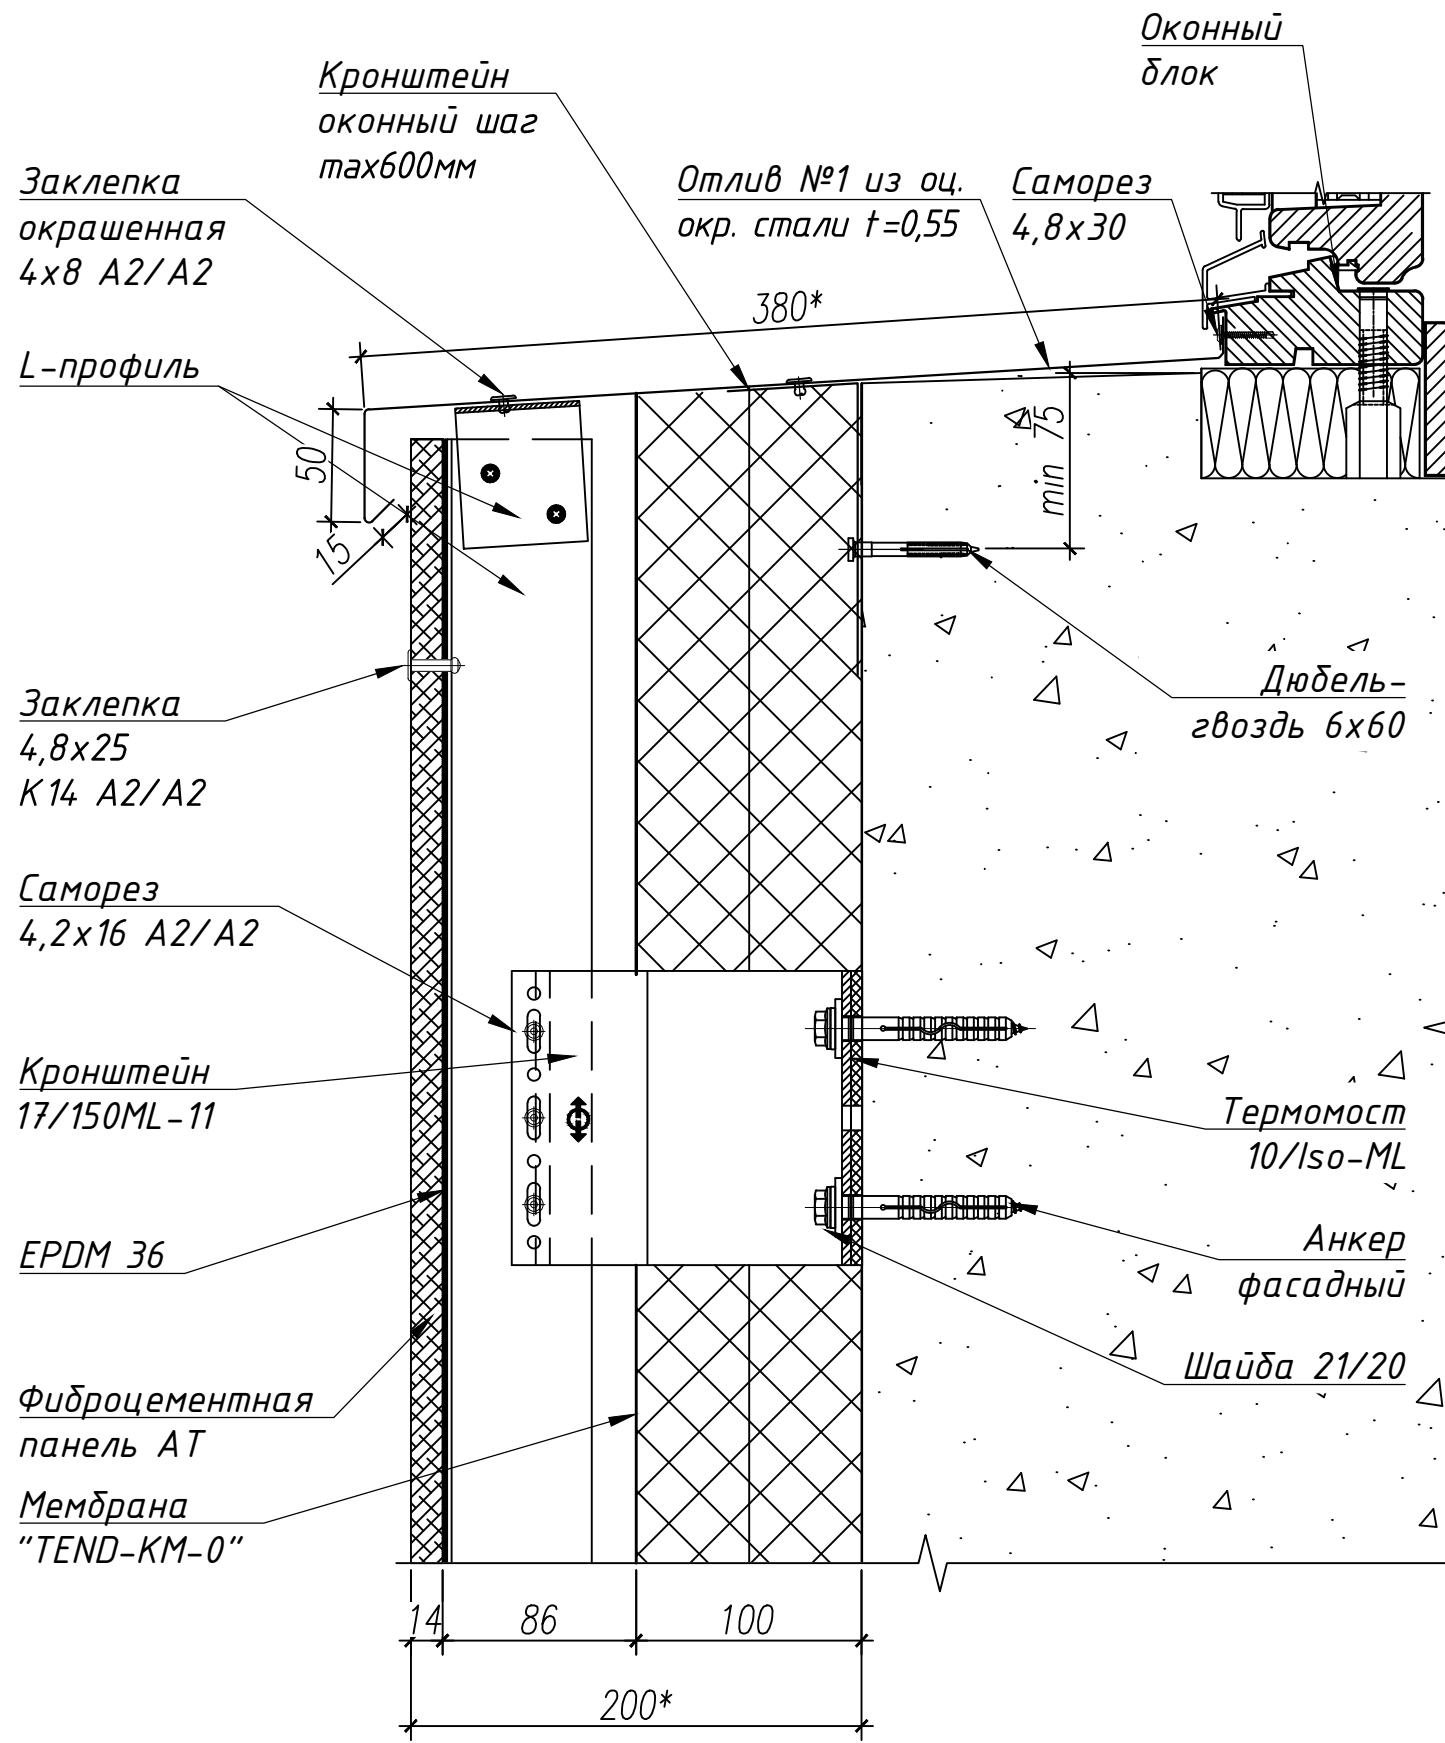 Оконный
блок
Кронштейн
оконный шаг
max600мм
Заклепка
окрашенная
4х8 А2/А2
Отлив №1 из оц.
окр. стали t=0,55
Саморез
4,8х30
380*
L-профиль
50
15
min 75
Заклепка
4,8х25
К14 А2/А2
Дюбель-
гвоздь 6х60
Саморез
4,2х16 А2/А2
Кронштейн
17/150ML-11
Термомост
10/Iso-ML
EPDM 36
Анкер
фасадный
Шайба 21/20
Фиброцементная
панель АТ
Мембрана
"TEND-KM-0"
14
86
100
200*